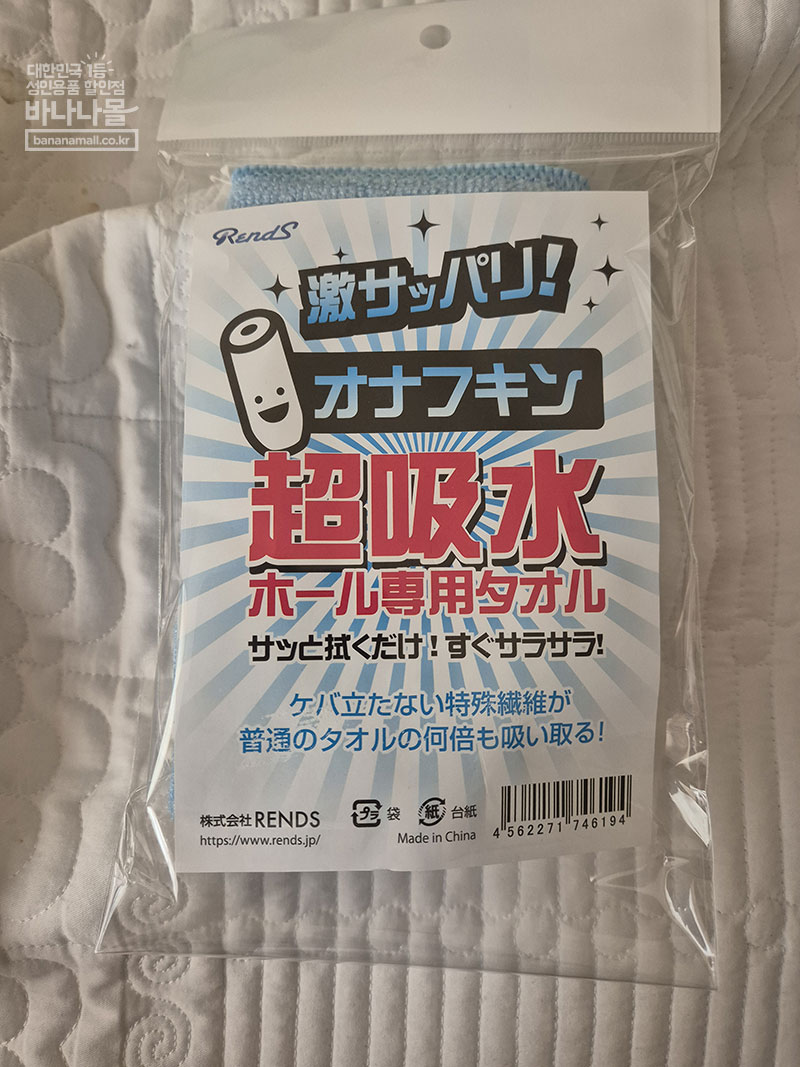 대한민국 1등
성인용품 할인점
바나나몰
bananamall.co.kr
RENDS
激サッパリ!
オナフキン
超吸水
ホール専用タオル
サッと拭くだけ!すぐサラサラ!
ケバ立たない特殊繊維が
普通のタオルの何倍も吸い取る!
株式会社 RENDS プラ 袋 紙 台紙
https://www.rends.jp/ Made in China
4 562271 746194